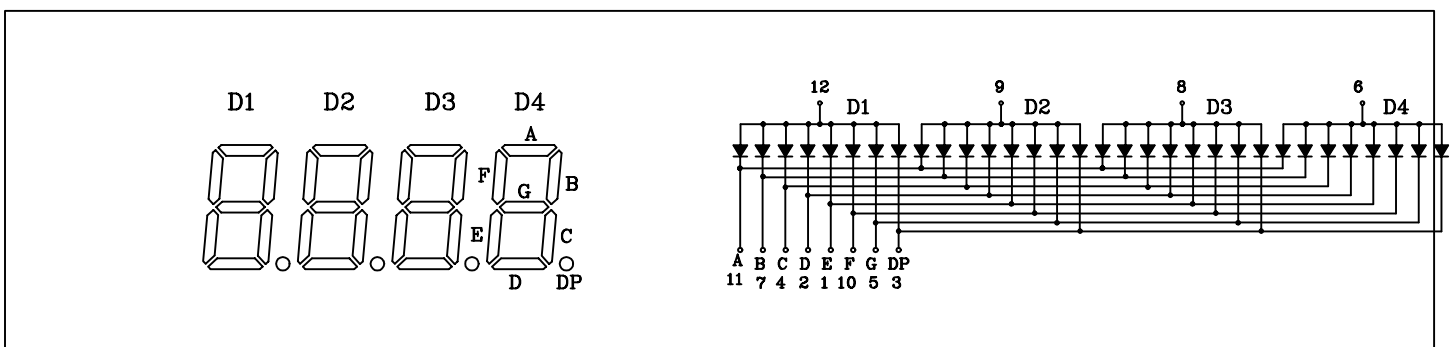 D1 D2 D3 D4
A
F B
G
E C
D DP
12 9 8 6
D1 D2 D3 D4
A B C D E F G DP
11 7 4 2 1 10 5 3